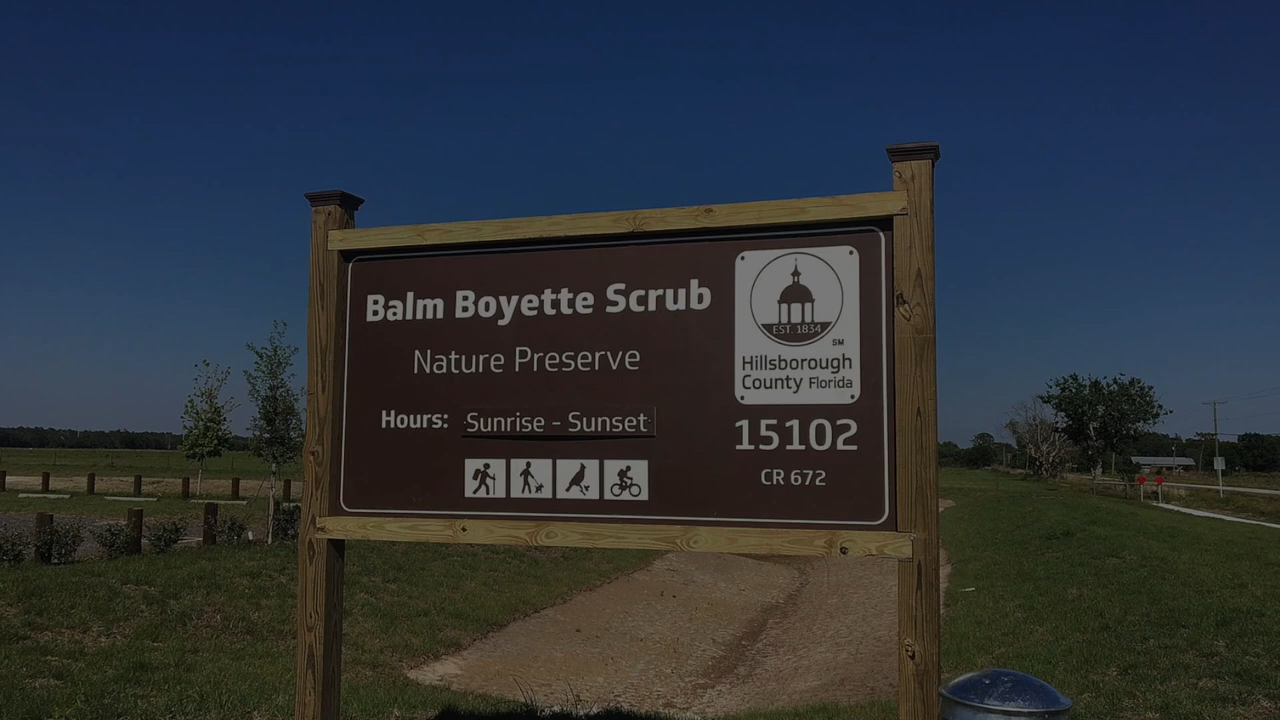 Balm Boyette Scrub
Nature Preserve
Hours: Sunrise - Sunset
EST. 1834
SM
Hillsborough
County Florida
15102
CR 672